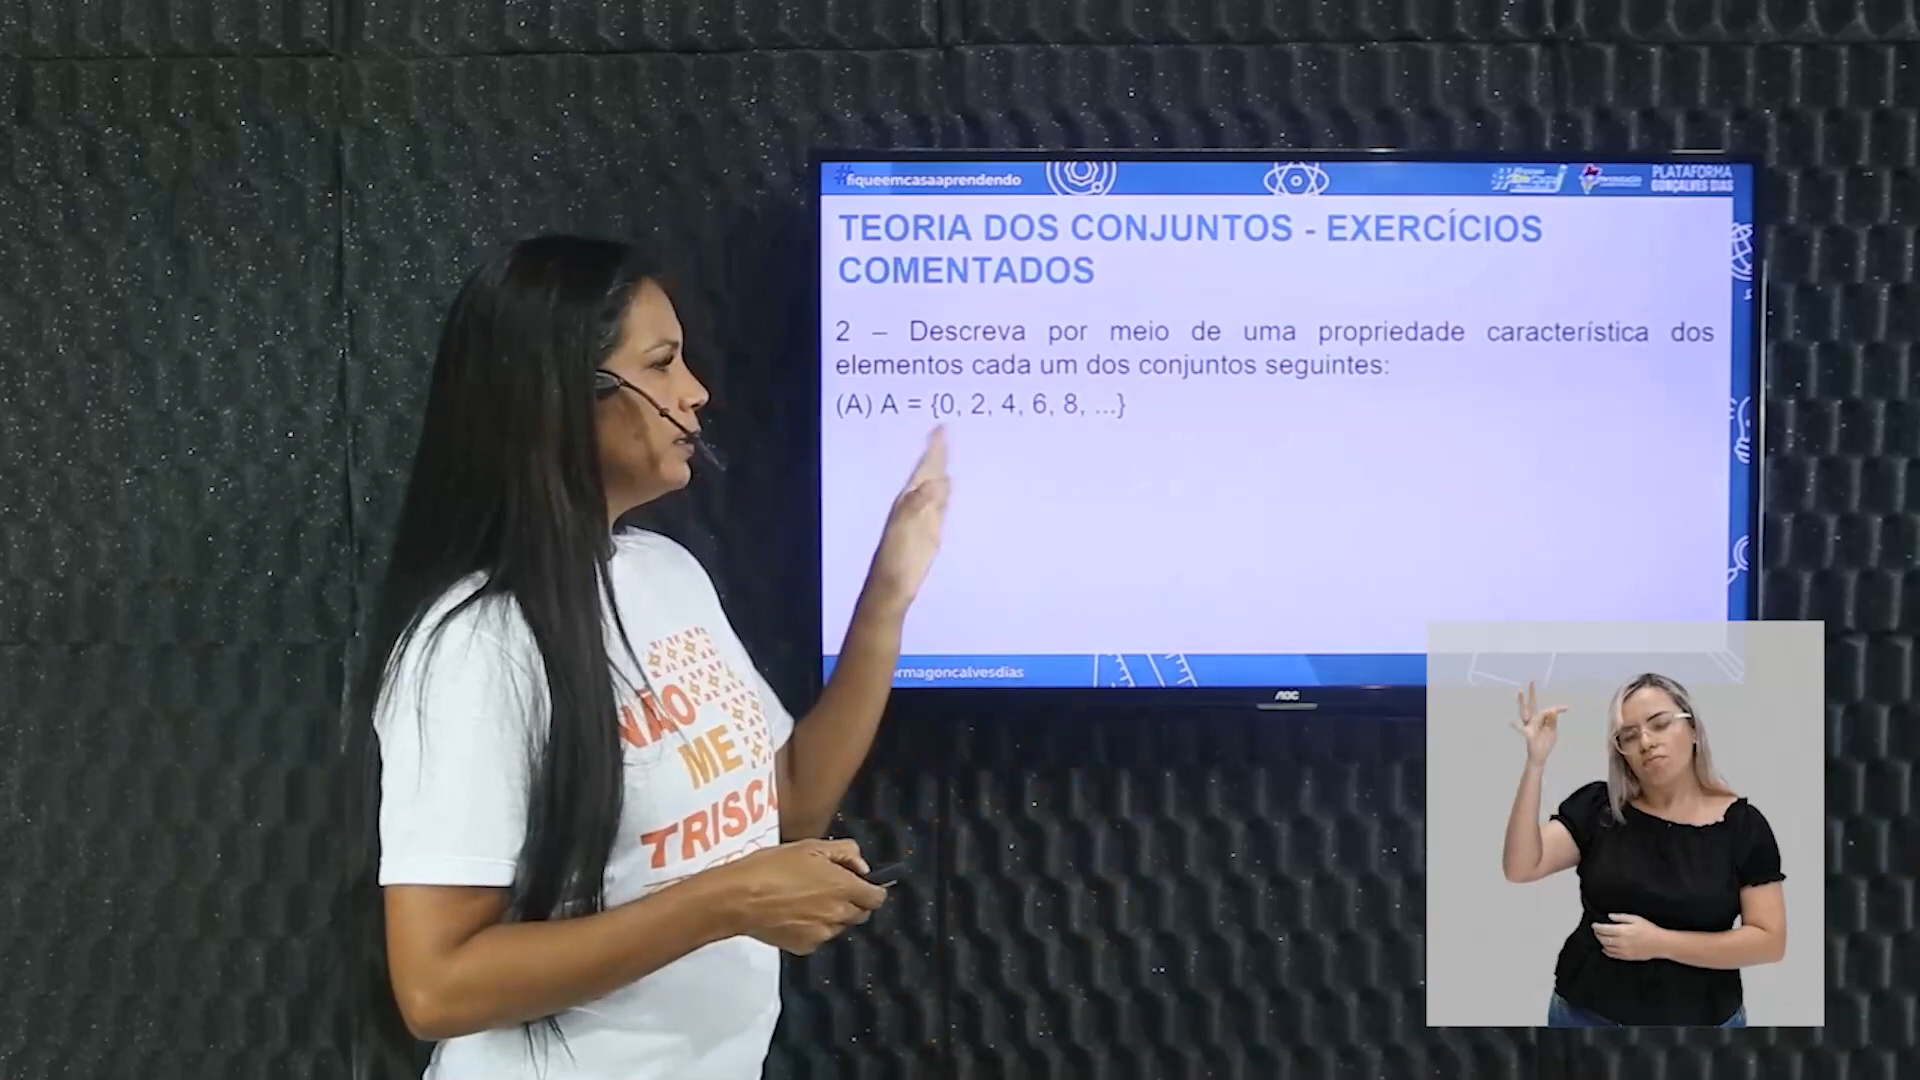 #fiqueemcasaaprendendo
PLATAFORMA
GONÇALVES DIAS
TEORIA DOS CONJUNTOS - EXERCÍCIOS
COMENTADOS
2 – Descreva por meio de uma propriedade característica dos
elementos cada um dos conjuntos seguintes:
(A) A = {0, 2, 4, 6, 8, ...}
ormagoncalvesdias
AOC
NÃO
ME
TRISCA